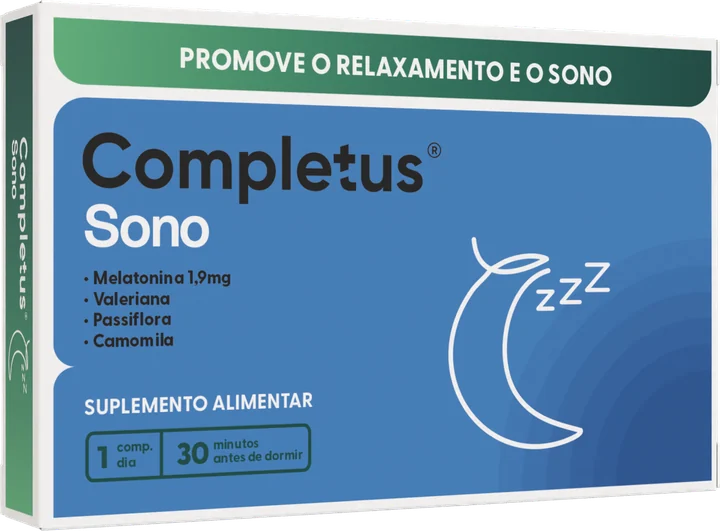 PROMOVE O RELAXAMENTO E O SONO
Completus®
Sono
• Melatonina 1,9mg
• Valeriana
• Passiflora
• Camomila
zzz
SUPLEMENTO ALIMENTAR
1 comp. dia
30 minutos antes de dormir
Completus®
Sono
zzz